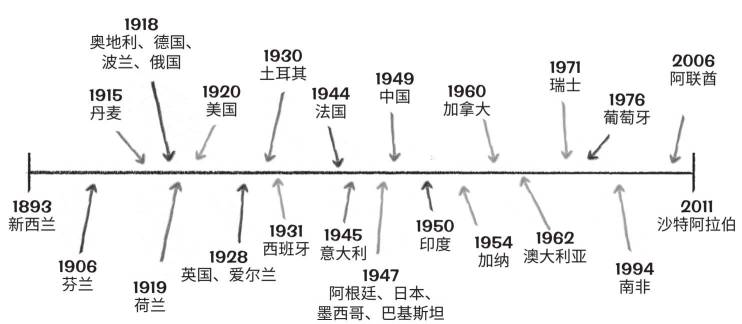 1918
奥地利、德国、
波兰、俄国
1930
土耳其
1949
中国
1971
瑞士
2006
阿联酋
1915
丹麦
1920
美国
1944
法国
1960
加拿大
1976
葡萄牙
1893
新西兰
2011
沙特阿拉伯
1906
芬兰
1919
荷兰
1928
英国、爱尔兰
1931
西班牙
1945
意大利
1947
阿根廷、日本、
墨西哥、巴基斯坦
1950
印度
1954
加纳
1962
澳大利亚
1994
南非